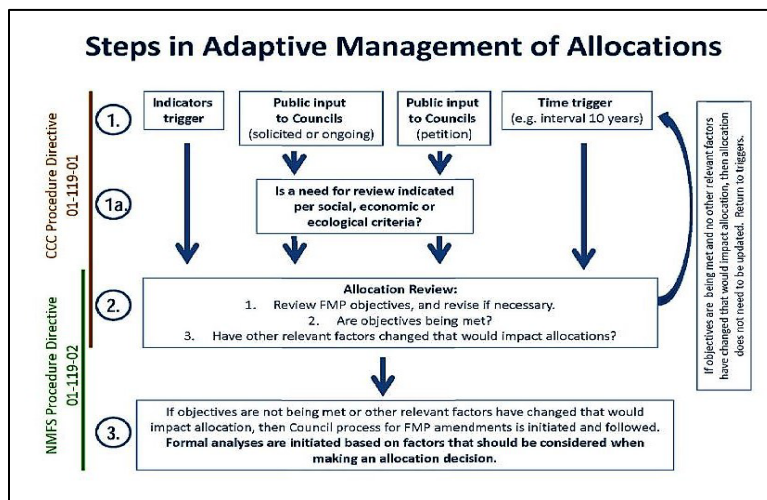 Steps in Adaptive Management of Allocations
CCC Procedure Directive
01-119-01
NMFS Procedure Directive
01-119-02
1.
Indicators
trigger
Public input
to Councils
(solicited or ongoing)
Public input
to Councils
(petition)
Time trigger
(e.g. interval 10 years)
1a.
Is a need for review indicated
per social, economic or
ecological criteria?
2.
Allocation Review:
1. Review FMP objectives, and revise if necessary.
2. Are objectives being met?
3. Have other relevant factors changed that would impact allocations?
If objectives are being met and no other relevant factors
have changed that would impact allocation, then allocation
does not need to be updated. Return to triggers.
3.
If objectives are not being met or other relevant factors have changed that would
impact allocation, then Council process for FMP amendments is initiated and followed.
Formal analyses are initiated based on factors that should be considered when
making an allocation decision.